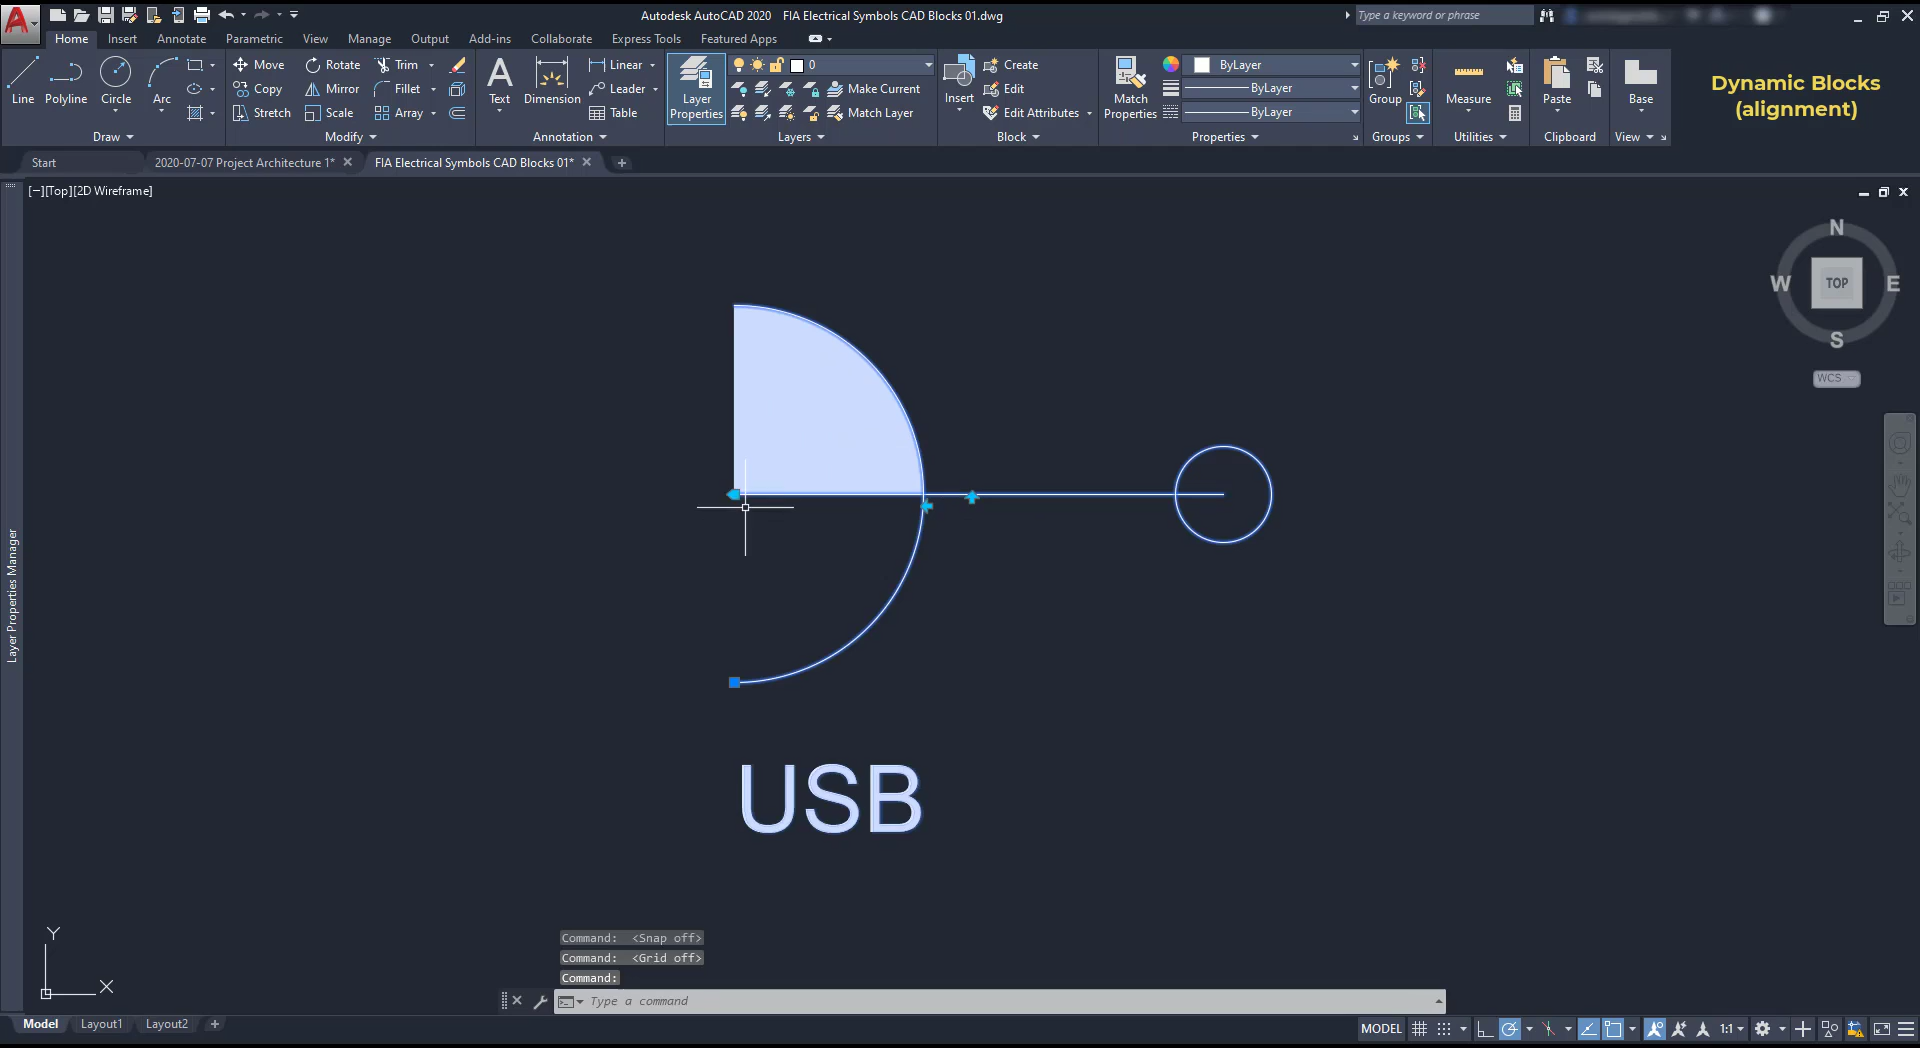 Autodesk AutoCAD 2020 FIA Electrical Symbols CAD Blocks 01.dwg
Type a keyword or phrase
Home Insert Annotate Parametric View Manage Output Add-ins Collaborate Express Tools Featured Apps
Line Polyline Circle Arc
Draw
Move Rotate Trim
Copy Mirror Fillet
Stretch Scale Array
Modify
Text Dimension
Linear
Leader
Table
Annotation
Layer Properties
0
Make Current
Match Layer
Layers
Insert
Create
Edit
Edit Attributes
Block
Match Properties
ByLayer
ByLayer
ByLayer
Properties
Group
Groups
Measure
Utilities
Paste
Clipboard
Base
View
Dynamic Blocks
(alignment)
Start 2020-07-07 Project Architecture 1* FIA Electrical Symbols CAD Blocks 01*
[−][Top][2D Wireframe]
N
W TOP E
S
WCS
Layer Properties Manager
USB
Y
X
Command: <Snap off>
Command: <Grid off>
Command:
Type a command
Model Layout1 Layout2
MODEL 1:1